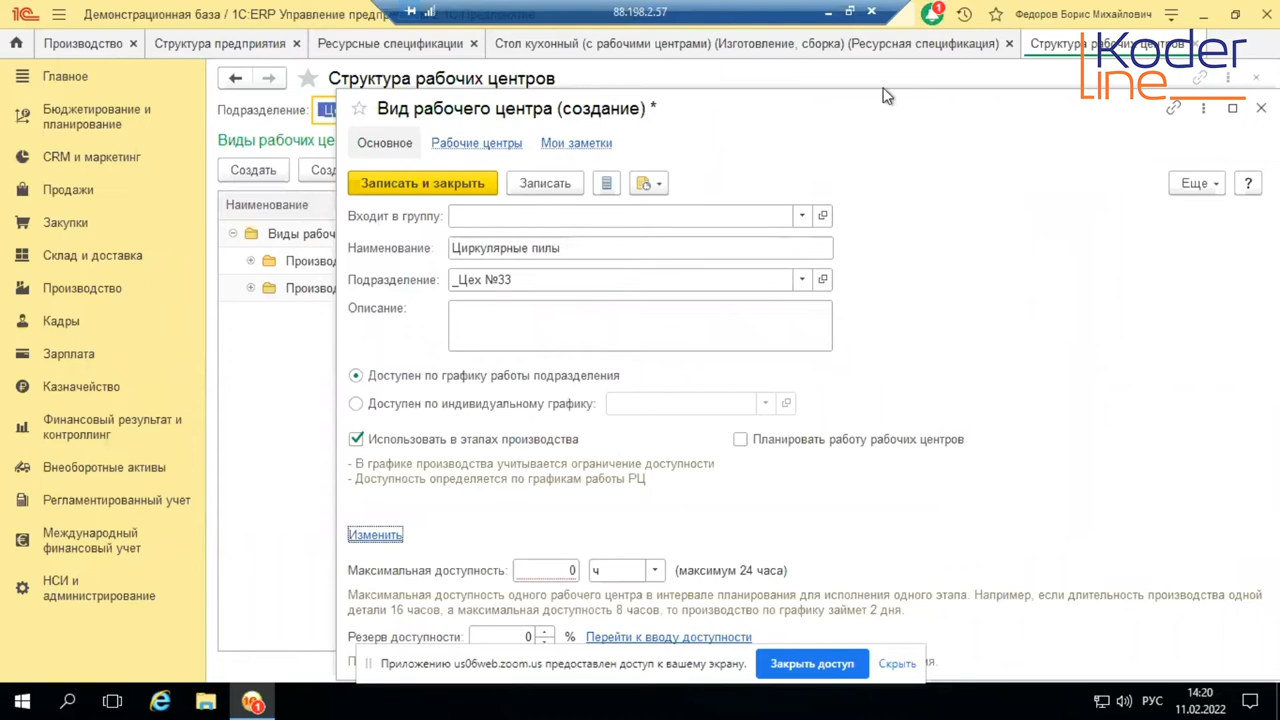 Демонстрационная база / 1С:ERP Управление предпр
88.198.2.57
Федоров Борис Михайлович
Производство
Структура предприятия
Ресурсные спецификации
Стол кухонный (с рабочими центрами) (Изготовление, сборка) (Ресурсная спецификация)
Структура рабочих центров
Koder
line
Главное
Бюджетирование и
планирование
CRM и маркетинг
Продажи
Закупки
Склад и доставка
Производство
Кадры
Зарплата
Казначейство
Финансовый результат и
контроллинг
Внеоборотные активы
Регламентированный учет
Международный
финансовый учет
НСИ и
администрирование
Структура рабочих центров
Подразделение:
Виды рабочих це
Создать
Созд
Наименование
Виды рабоч
Производ
Производ
Вид рабочего центра (создание) *
Основное
Рабочие центры
Мои заметки
Записать и закрыть
Записать
Еще
?
Входит в группу:
Наименование: Циркулярные пилы
Подразделение: _Цех №33
Описание:
Доступен по графику работы подразделения
Доступен по индивидуальному графику:
Использовать в этапах производства
Планировать работу рабочих центров
- В графике производства учитывается ограничение доступности
- Доступность определяется по графикам работы РЦ
Изменить
Максимальная доступность: 0 ч (максимум 24 часа)
Максимальная доступность одного рабочего центра в интервале планирования для исполнения одного этапа. Например, если длительность производства одной
детали 16 часов, а максимальная доступность 8 часов, то производство по графику займет 2 дня.
Резерв доступности: 0 % Перейти к вводу доступности
Приложению us06web.zoom.us предоставлен доступ к вашему экрану.
Закрыть доступ
Скрыть
РУС
14:20
11.02.2022